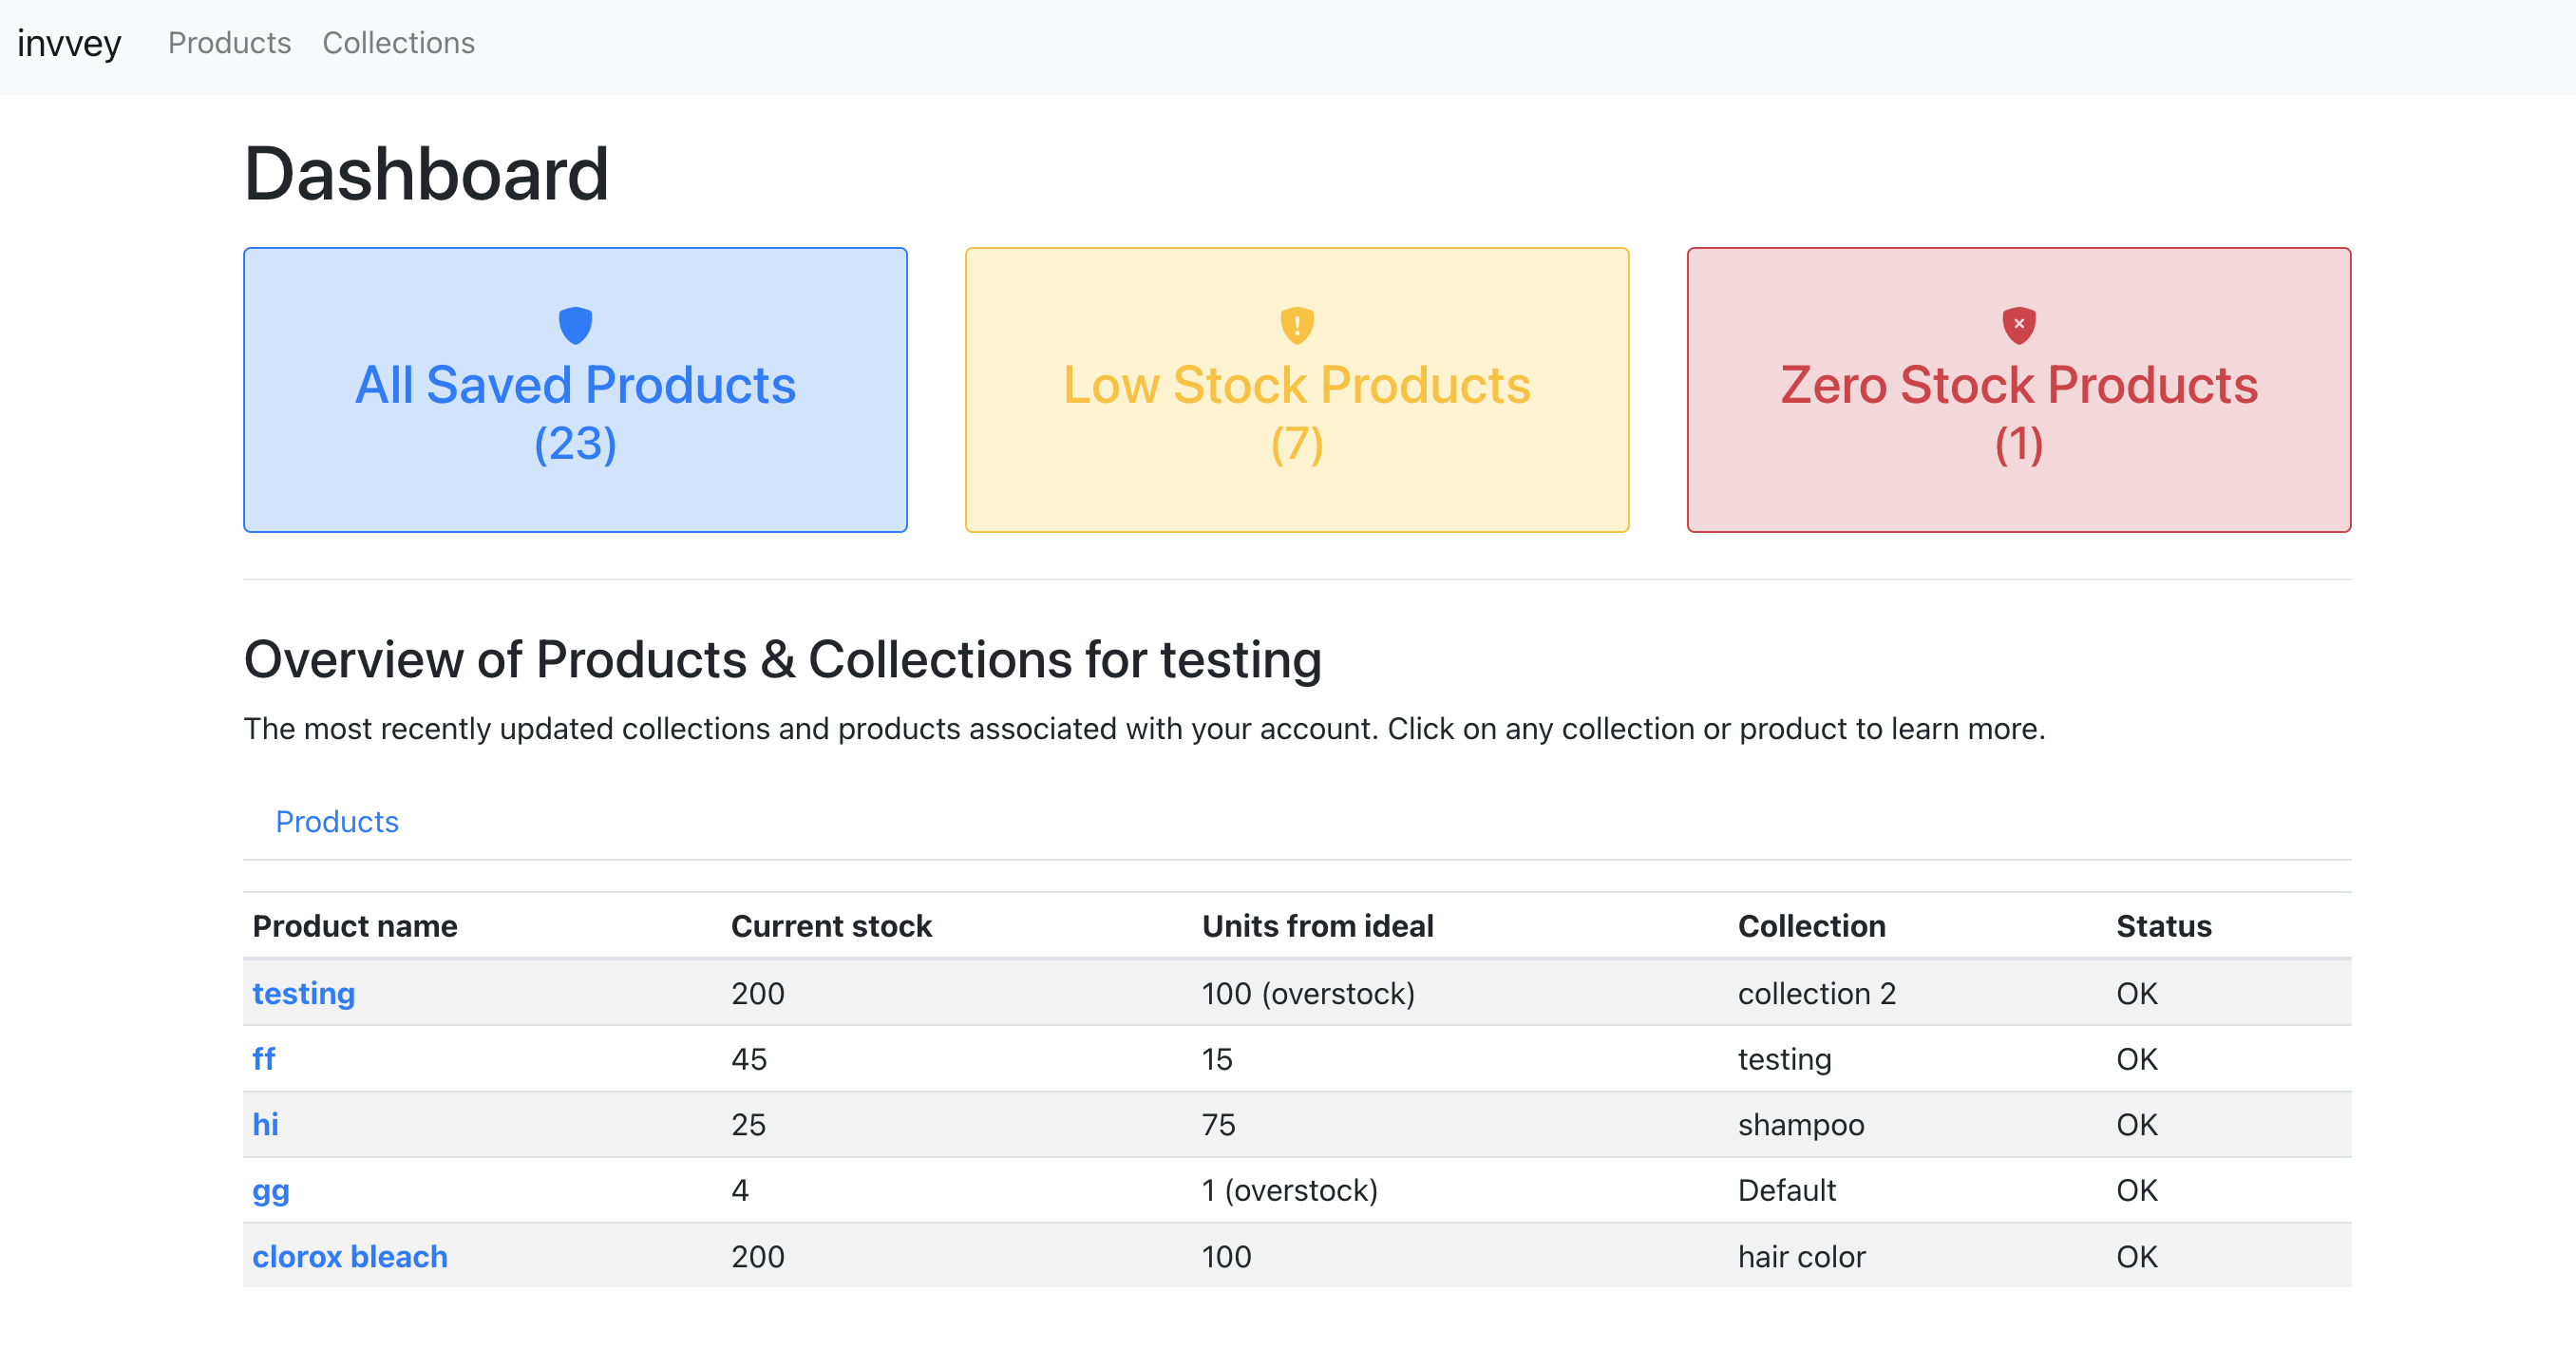 invvey Products Collections
Dashboard
All Saved Products
(23)
Low Stock Products
(7)
Zero Stock Products
(1)
Overview of Products & Collections for testing
The most recently updated collections and products associated with your account. Click on any collection or product to learn more.
Products
Product name Current stock Units from ideal Collection Status
testing 200 100 (overstock) collection 2 OK
ff 45 15 testing OK
hi 25 75 shampoo OK
gg 4 1 (overstock) Default OK
clorox bleach 200 100 hair color OK